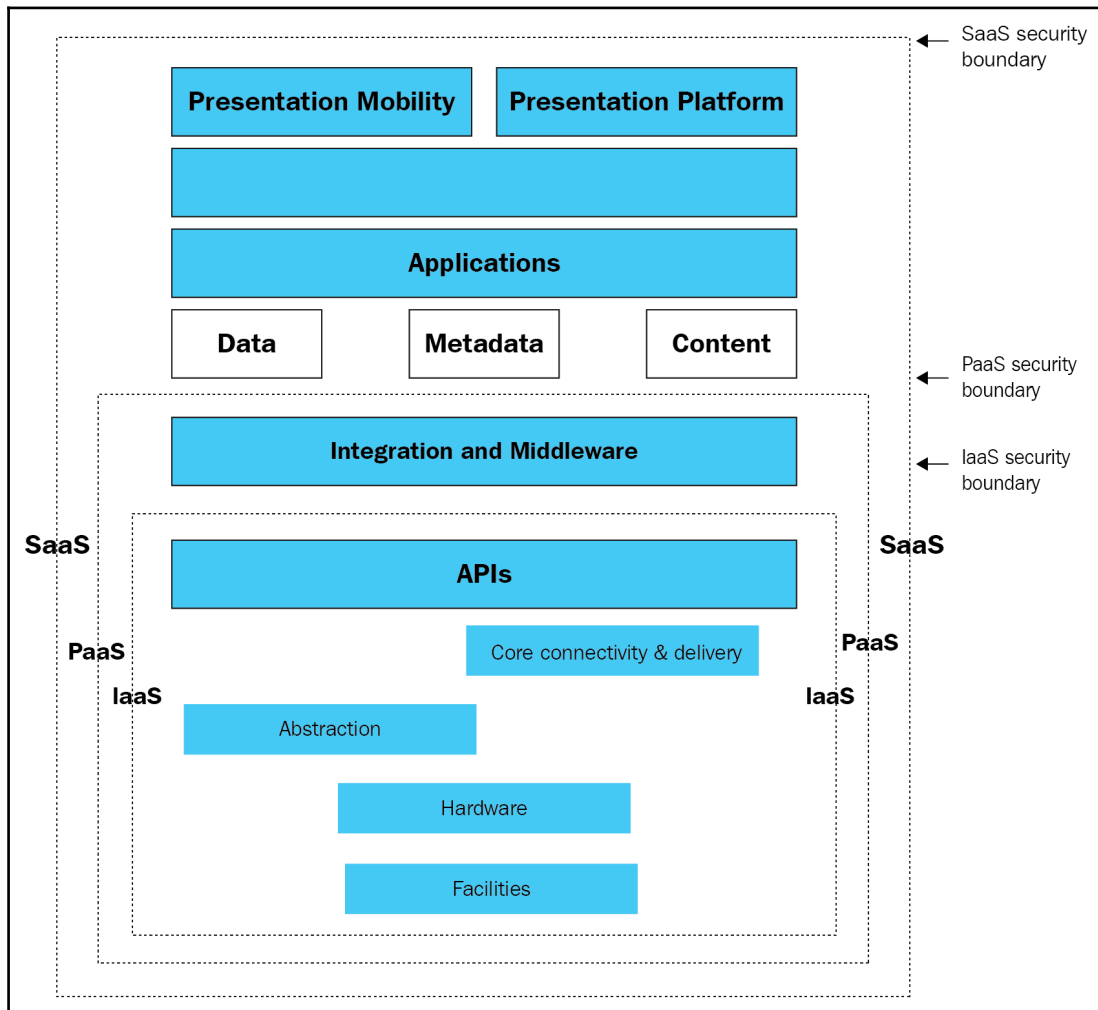 SaaS security
boundary
Presentation Mobility
Presentation Platform
Applications
Data
Metadata
Content
PaaS security
boundary
Integration and Middleware
IaaS security
boundary
SaaS
SaaS
APIs
PaaS
Core connectivity & delivery
PaaS
IaaS
IaaS
Abstraction
Hardware
Facilities